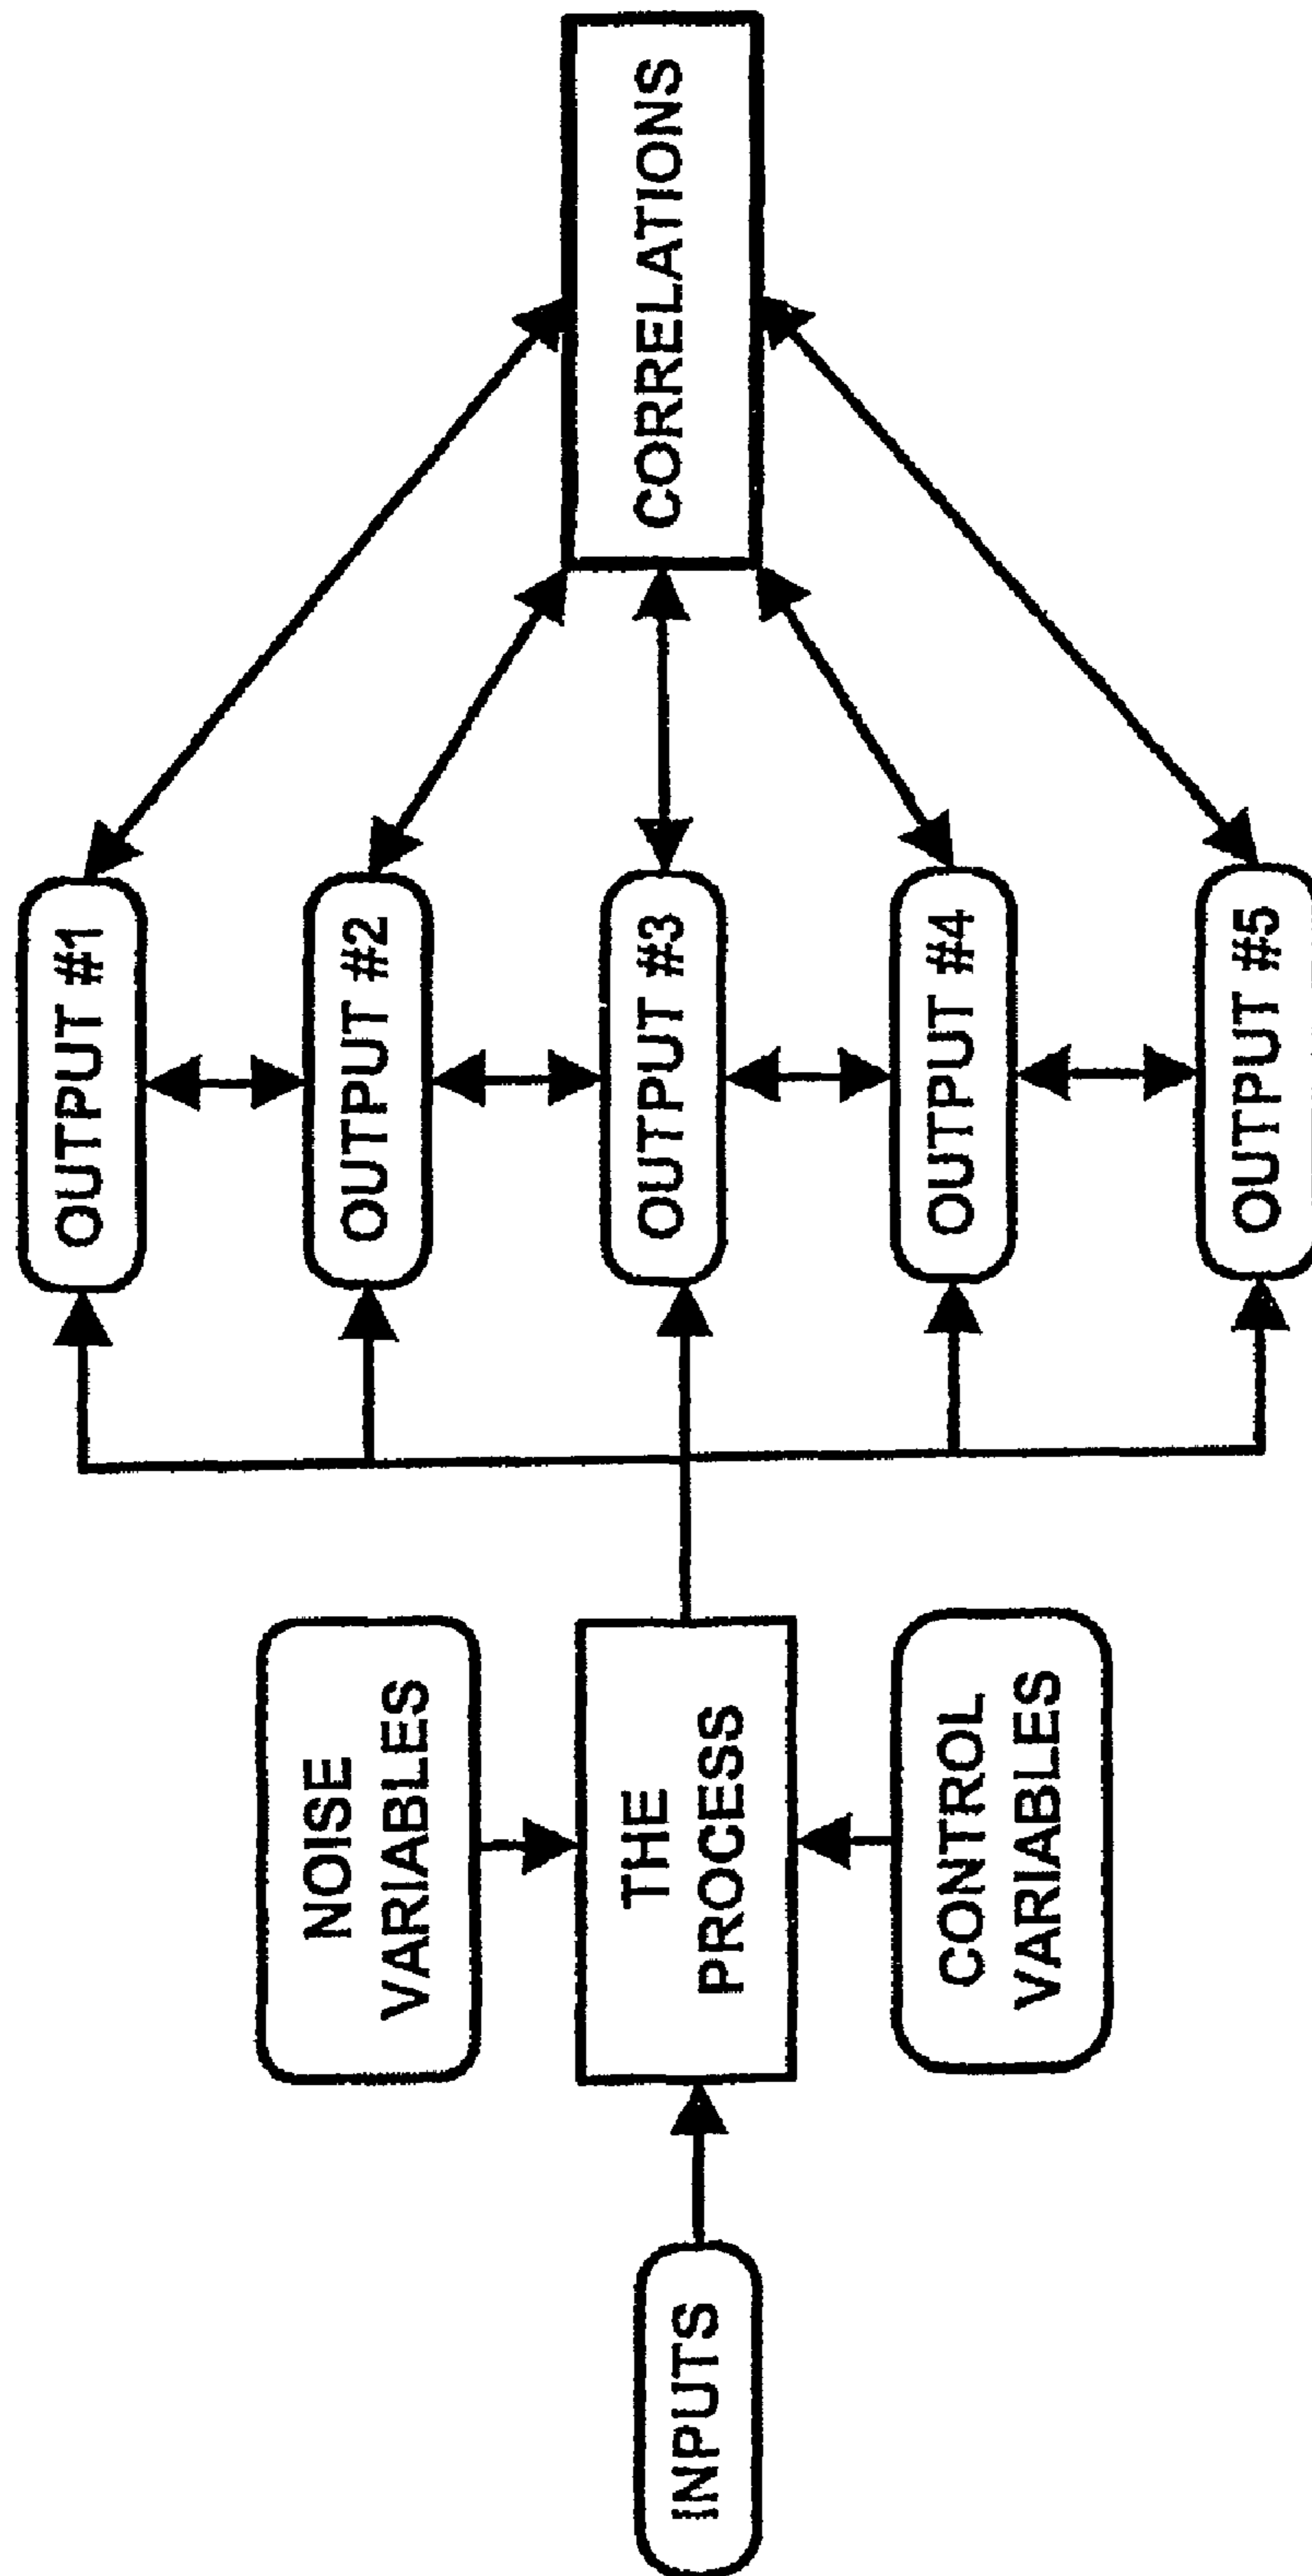 INPUTS
NOISE
VARIABLES
THE
PROCESS
CONTROL
VARIABLES
OUTPUT #1
OUTPUT #2
OUTPUT #3
OUTPUT #4
OUTPUT #5
CORRELATIONS